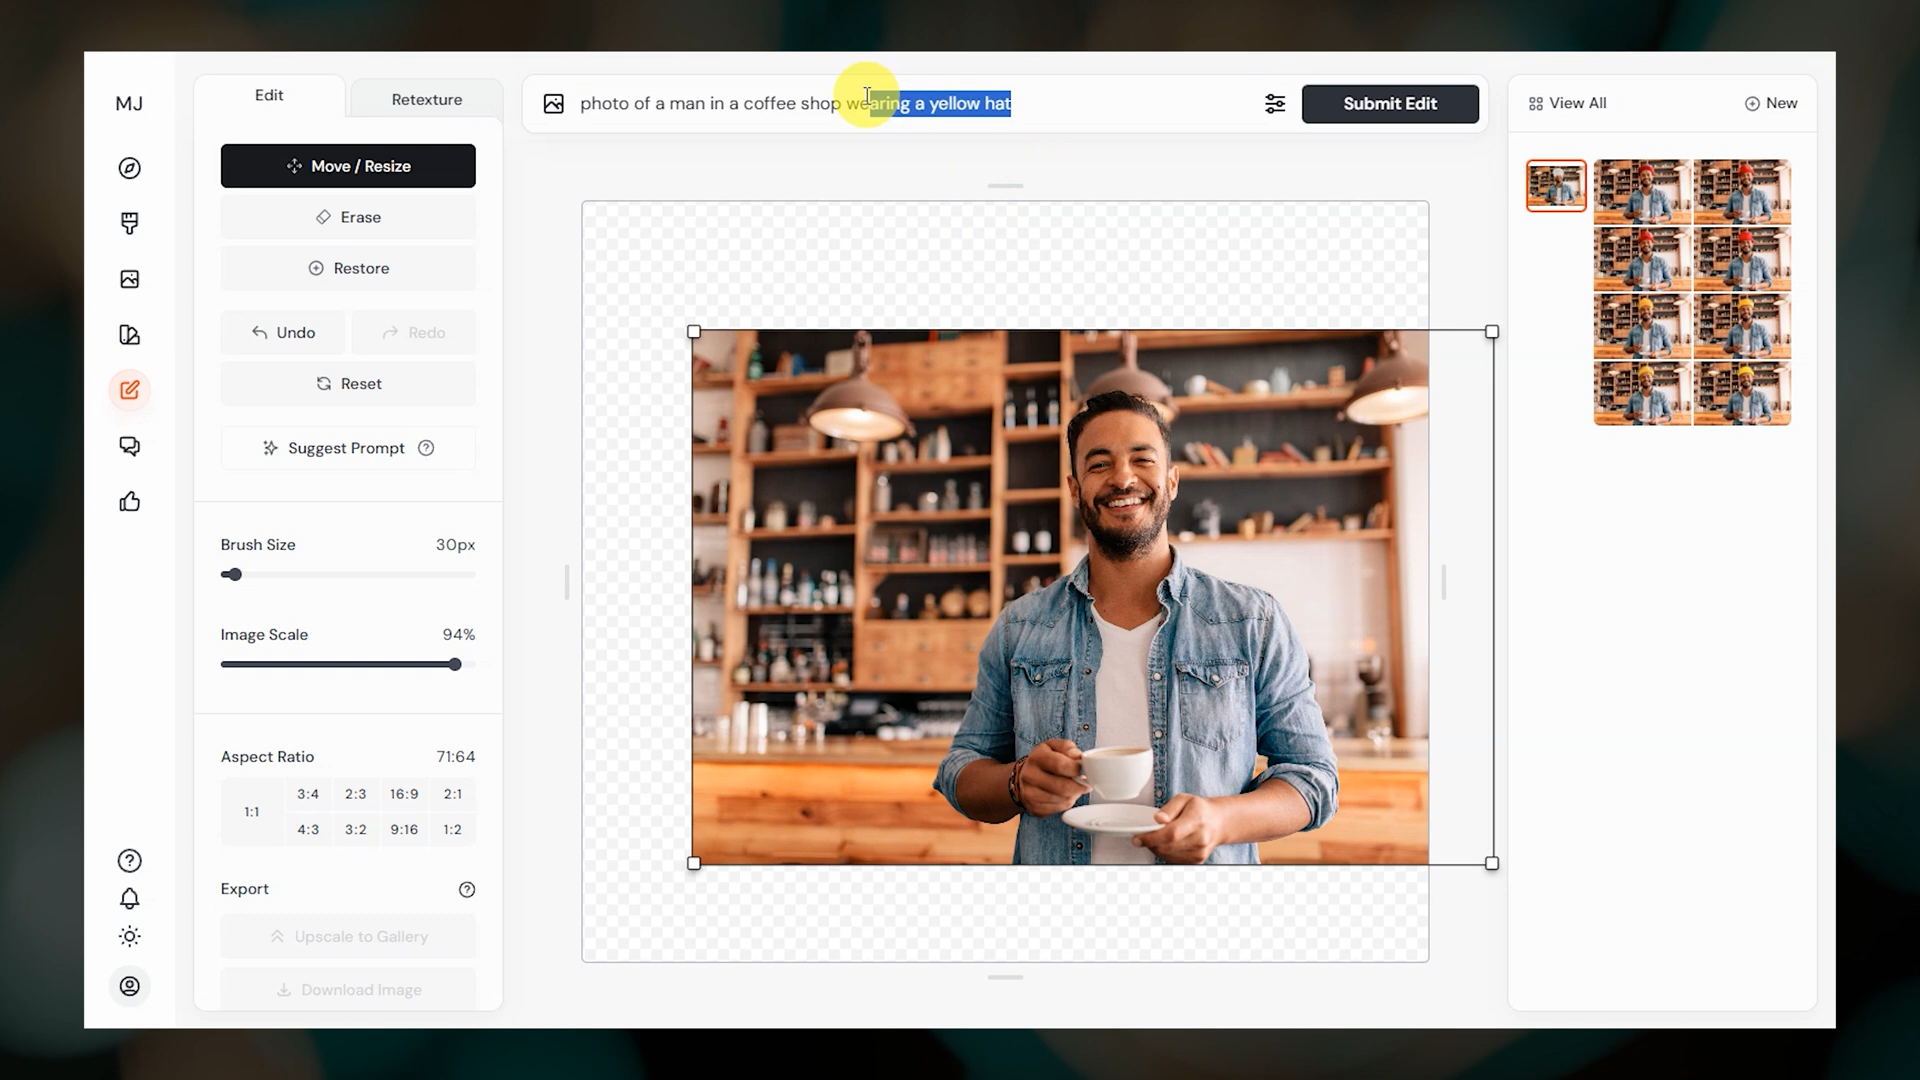 MJ
Edit
Retexture
photo of a man in a coffee shop wearing a yellow hat
Submit Edit
View All
New
Move / Resize
Erase
Restore
Undo
Redo
Reset
Suggest Prompt
Brush Size 30px
Image Scale 94%
Aspect Ratio 71:64
1:1
3:4 2:3 16:9 2:1
4:3 3:2 9:16 1:2
Export
Upscale to Gallery
Download Image